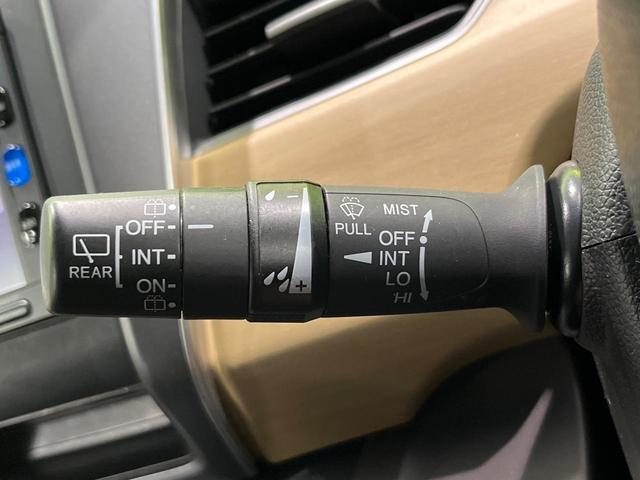 REAR
OFF
INT
ON
-
+
PULL
MIST
OFF
INT
LO
HI